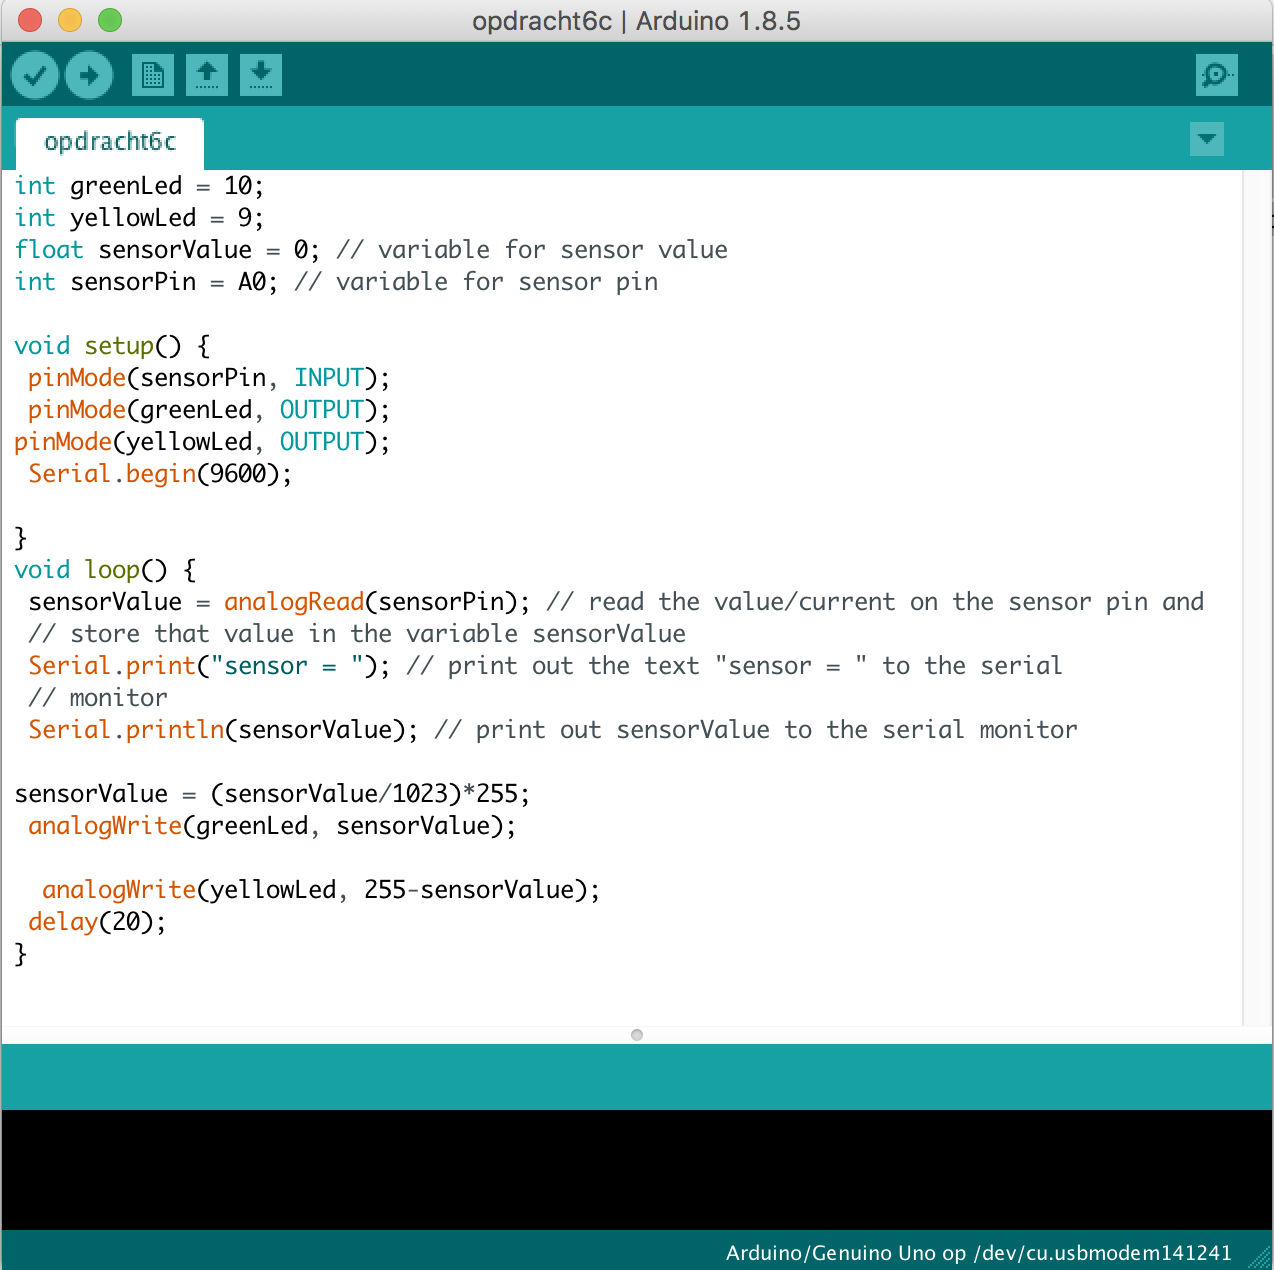 opdracht6c | Arduino 1.8.5
opdracht6c
int greenLed = 10;
int yellowLed = 9;
float sensorValue = 0; // variable for sensor value
int sensorPin = A0; // variable for sensor pin
void setup() {
pinMode(sensorPin, INPUT);
pinMode(greenLed, OUTPUT);
pinMode(yellowLed, OUTPUT);
Serial.begin(9600);
}
void loop() {
sensorValue = analogRead(sensorPin); // read the value/current on the sensor pin and
// store that value in the variable sensorValue
Serial.print("sensor = "); // print out the text "sensor = " to the serial
// monitor
Serial.println(sensorValue); // print out sensorValue to the serial monitor
sensorValue = (sensorValue/1023)*255;
analogWrite(greenLed, sensorValue);
analogWrite(yellowLed, 255-sensorValue);
delay(20);
}
Arduino/Genuino Uno op /dev/cu.usbmodem141241